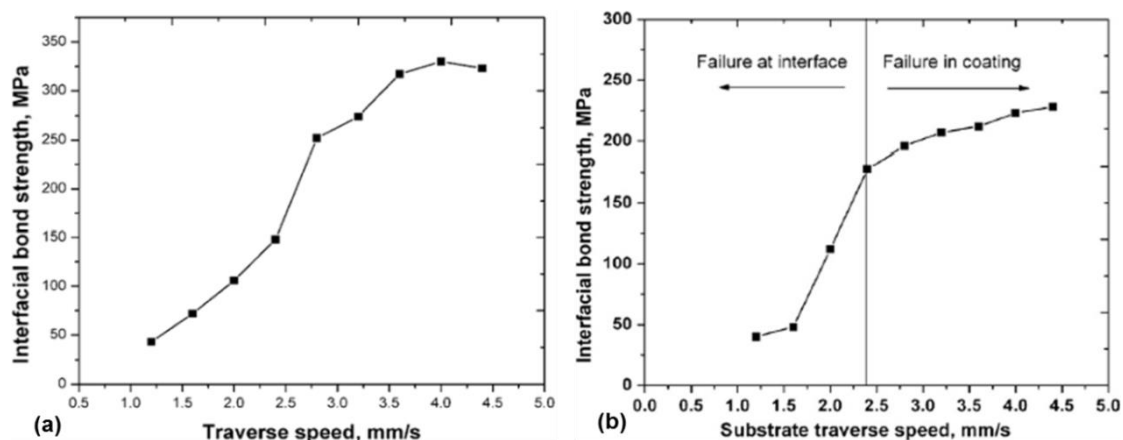 Interfacial bond strength, MPa
350
300
250
200
150
100
50
0
0.5 1.0 1.5 2.0 2.5 3.0 3.5 4.0 4.5 5.0
Traverse speed, mm/s
(a)
Interfacial bond strength, MPa
300
250
200
150
100
50
0
Failure at interface
Failure in coating
0.0 0.5 1.0 1.5 2.0 2.5 3.0 3.5 4.0 4.5 5.0
Substrate traverse speed, mm/s
(b)